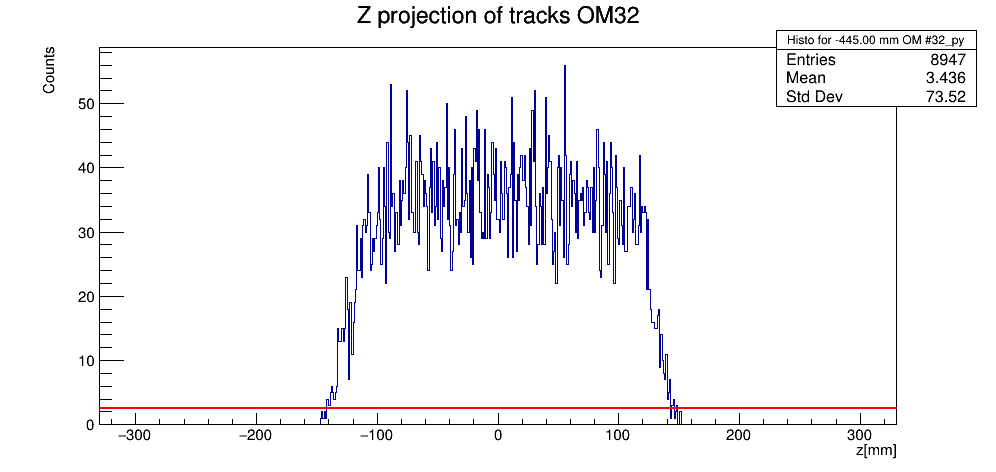 Z projection of tracks OM32
Histo for -445.00 mm OM #32_py
Entries 8947
Mean 3.436
Std Dev 73.52
Counts
50
40
30
20
10
0
−300 −200 −100 0 100 200 300
z[mm]